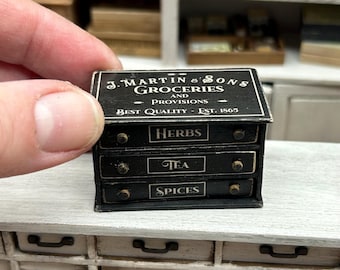 J. Martin & Sons
Groceries
and
Provisions
Best Quality - Est. 1865
Herbs
Tea
Spices